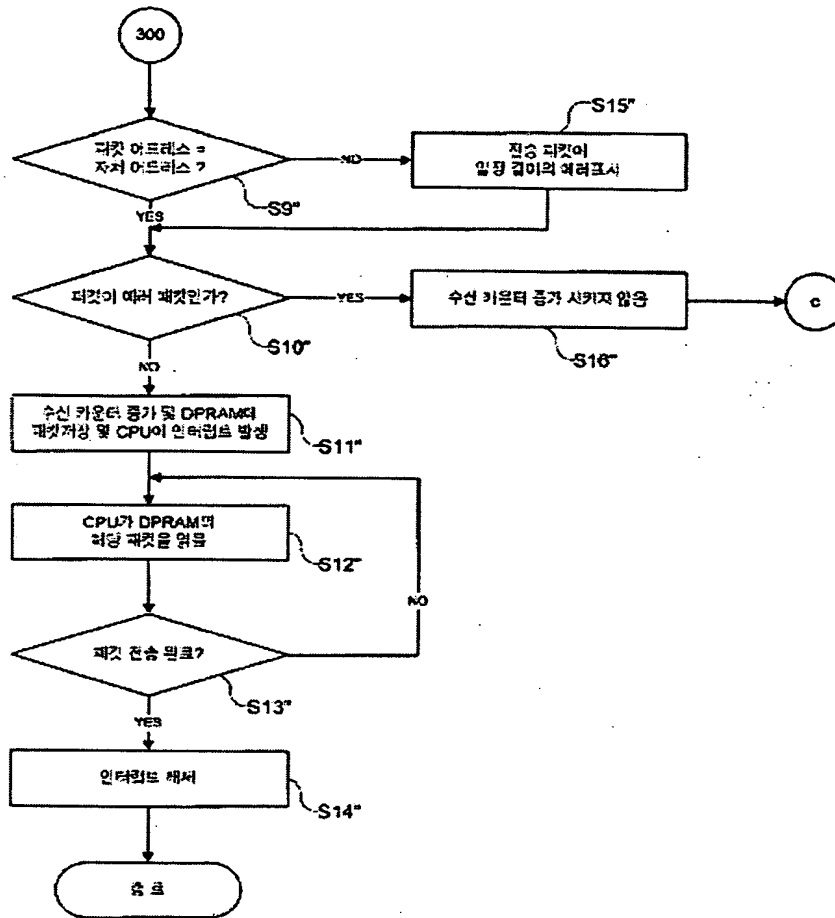 300
S15"
패킷 어드레스 =
자체 어드레스 ?
NO
전송 패킷에
일정 길이의 에러표시
S9"
YES
패킷이 에러 패킷인가?
YES
수신 카운터 증가 시키지 않음
c
S10"
S16"
NO
수신 카운터 증가 및 DPRAM에
패킷저장 및 CPU에 인터럽트 발생
S11"
CPU가 DPRAM의
해당 패킷을 읽음
S12"
NO
패킷 전송 완료?
S13"
YES
인터럽트 해제
S14"
종 료